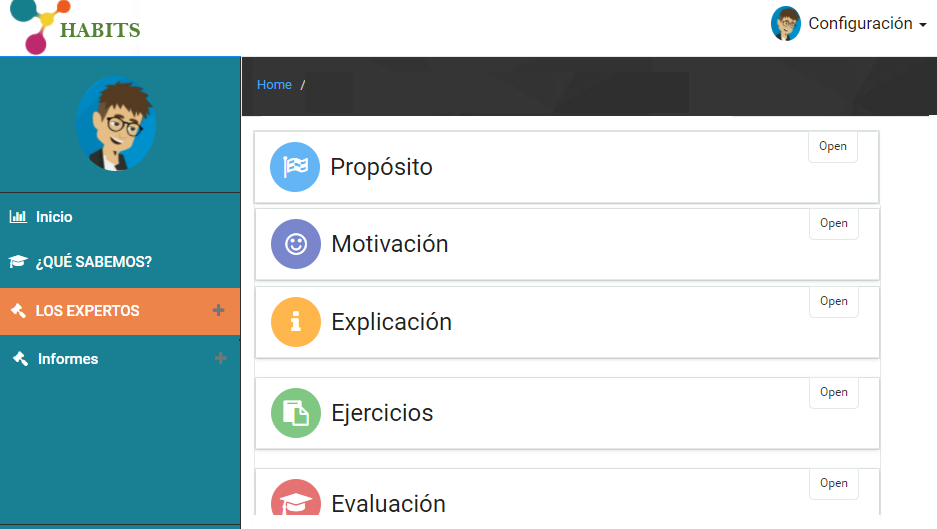 HABITS
Configuración
Home /
Inicio
¿QUÉ SABEMOS?
LOS EXPERTOS +
Informes +
Propósito Open
Motivación Open
Explicación Open
Ejercicios Open
Evaluación Open